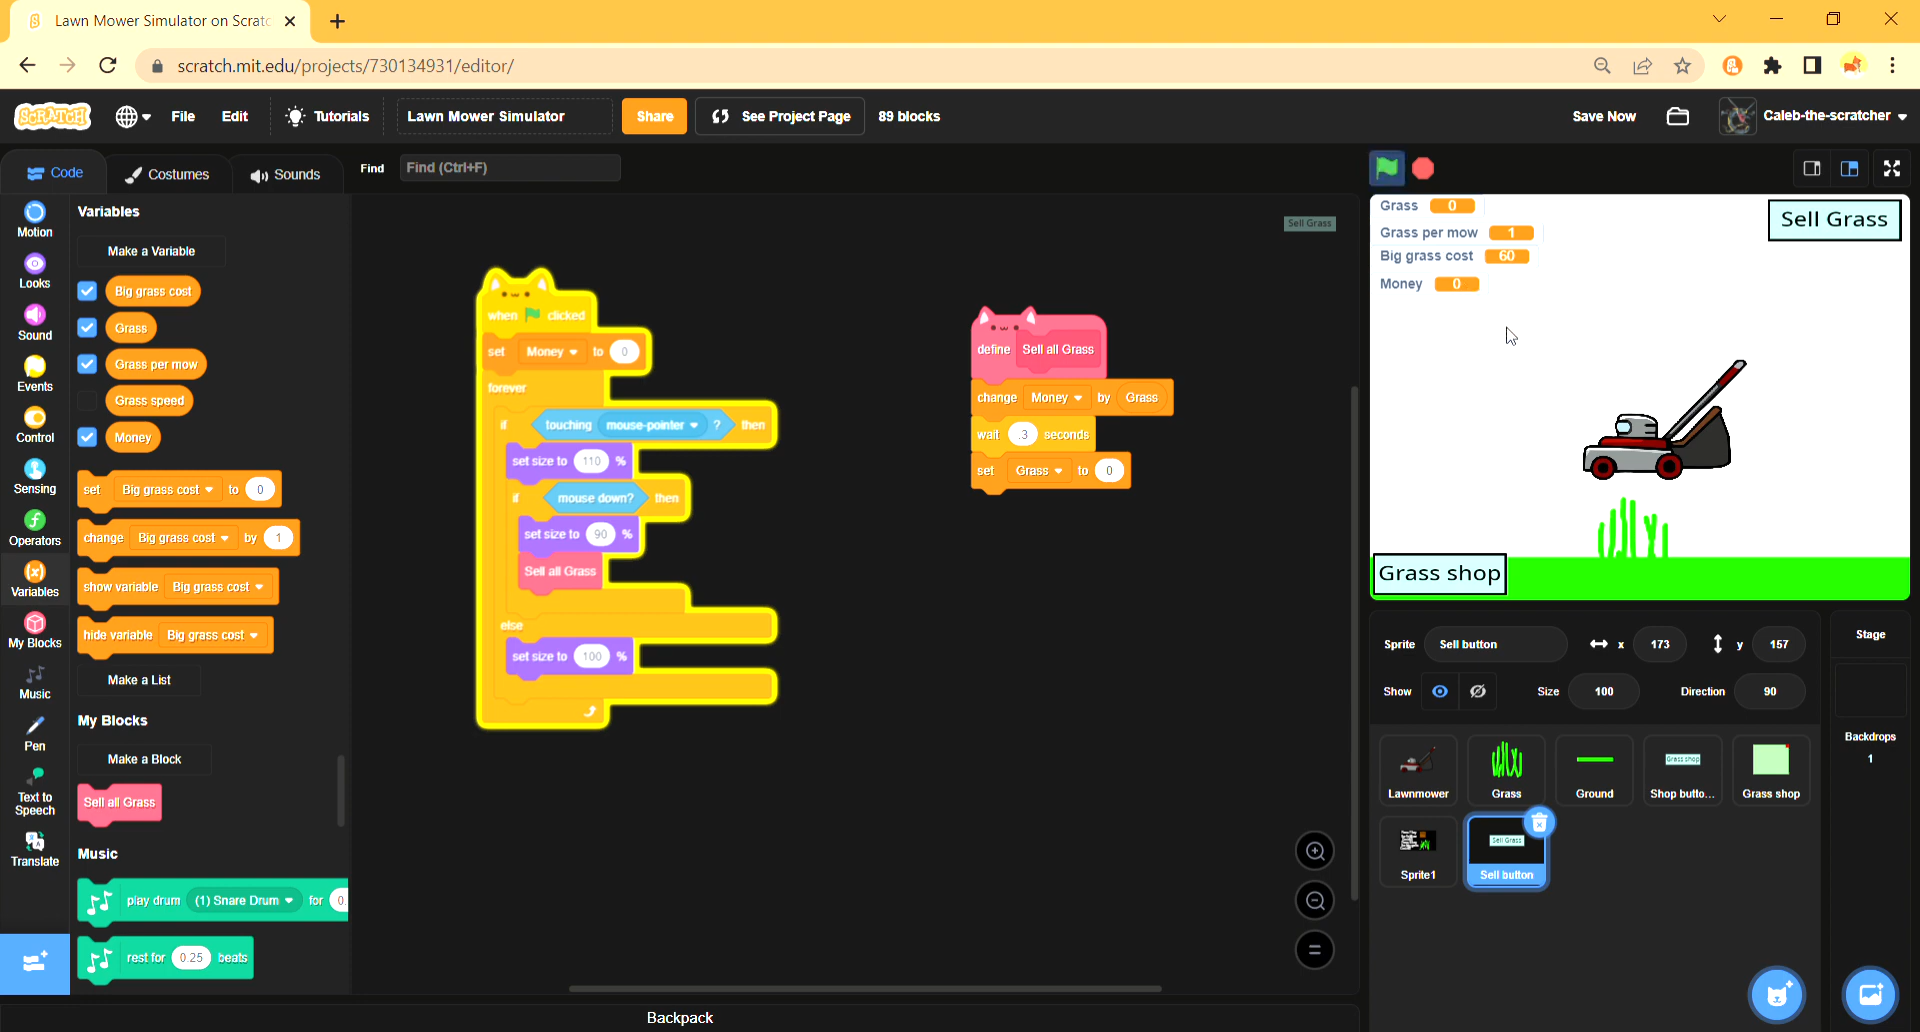 Lawn Mower Simulator on Scratc
scratch.mit.edu/projects/730134931/editor/
SCRATCH
File
Edit
Tutorials
Lawn Mower Simulator
Share
See Project Page
89 blocks
Save Now
Caleb-the-scratcher
Code
Costumes
Sounds
Find
Find (Ctrl+F)
Motion
Looks
Sound
Events
Control
Sensing
Operators
Variables
My Blocks
Music
Pen
Text to
Speech
Translate
Variables
Make a Variable
Big grass cost
Grass
Grass per mow
Grass speed
Money
set Big grass cost to 0
change Big grass cost by 1
show variable Big grass cost
hide variable Big grass cost
Make a List
My Blocks
Make a Block
Sell all Grass
Music
play drum (1) Snare Drum for 0.
rest for 0.25 beats
Sell Grass
when clicked
set Money to 0
forever
if touching mouse-pointer ? then
set size to 110 %
if mouse down? then
set size to 90 %
Sell all Grass
else
set size to 100 %
define Sell all Grass
change Money by Grass
wait .3 seconds
set Grass to 0
Backpack
Grass 0
Grass per mow 1
Big grass cost 60
Money 0
Sell Grass
Grass shop
Sprite Sell button x 173 y 157
Show Size 100 Direction 90
Lawnmower
Grass
Ground
Grass shop
Shop butto...
Grass shop
Sprite1
Sell Grass
Sell button
Stage
Backdrops
1